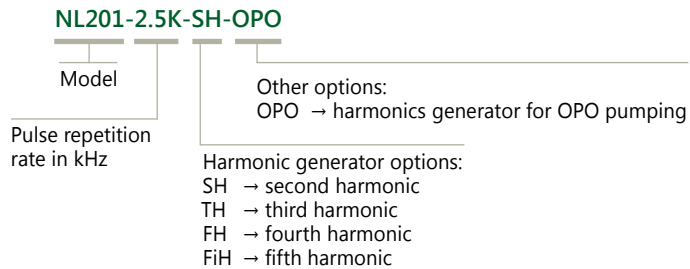 NL201-2.5K-SH-OPO
Model
Pulse repetition
rate in kHz
Other options:
OPO → harmonics generator for OPO pumping
Harmonic generator options:
SH → second harmonic
TH → third harmonic
FH → fourth harmonic
FiH → fifth harmonic